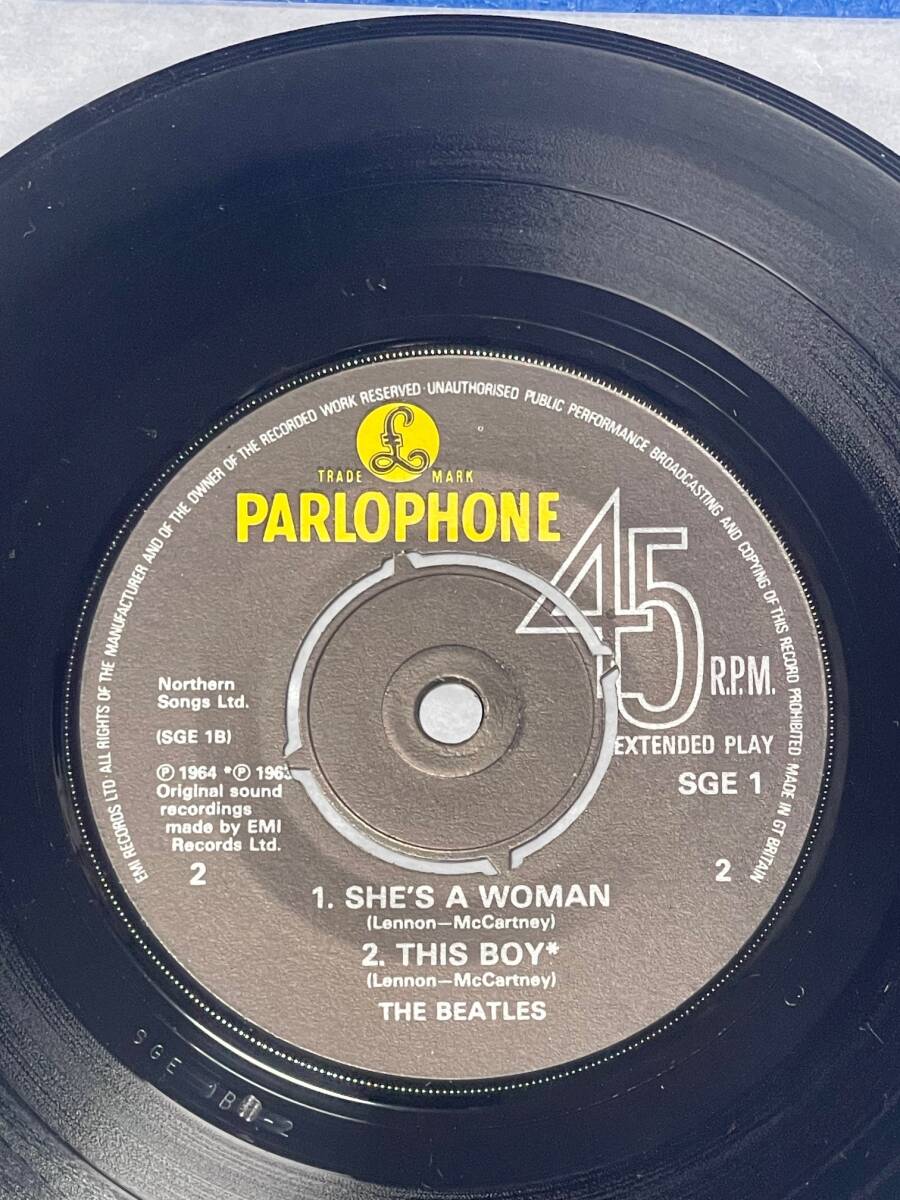 EMI RECORDS LTD ALL RIGHTS OF THE MANUFACTURER AND OF THE OWNER OF THE RECORDED WORK RESERVED · UNAUTHORISED PUBLIC PERFORMANCE BROADCASTING AND COPYING OF THIS RECORD PROHIBITED MADE IN GT BRITAIN
£
TRADE MARK
PARLOPHONE
45
R.P.M.
EXTENDED PLAY
SGE 1
Northern
Songs Ltd.
(SGE 1B)
℗ 1964 *℗ 1963
Original sound
recordings
made by EMI
Records Ltd.
2 2
1. SHE'S A WOMAN
(Lennon—McCartney)
2. THIS BOY*
(Lennon—McCartney)
THE BEATLES
SGE